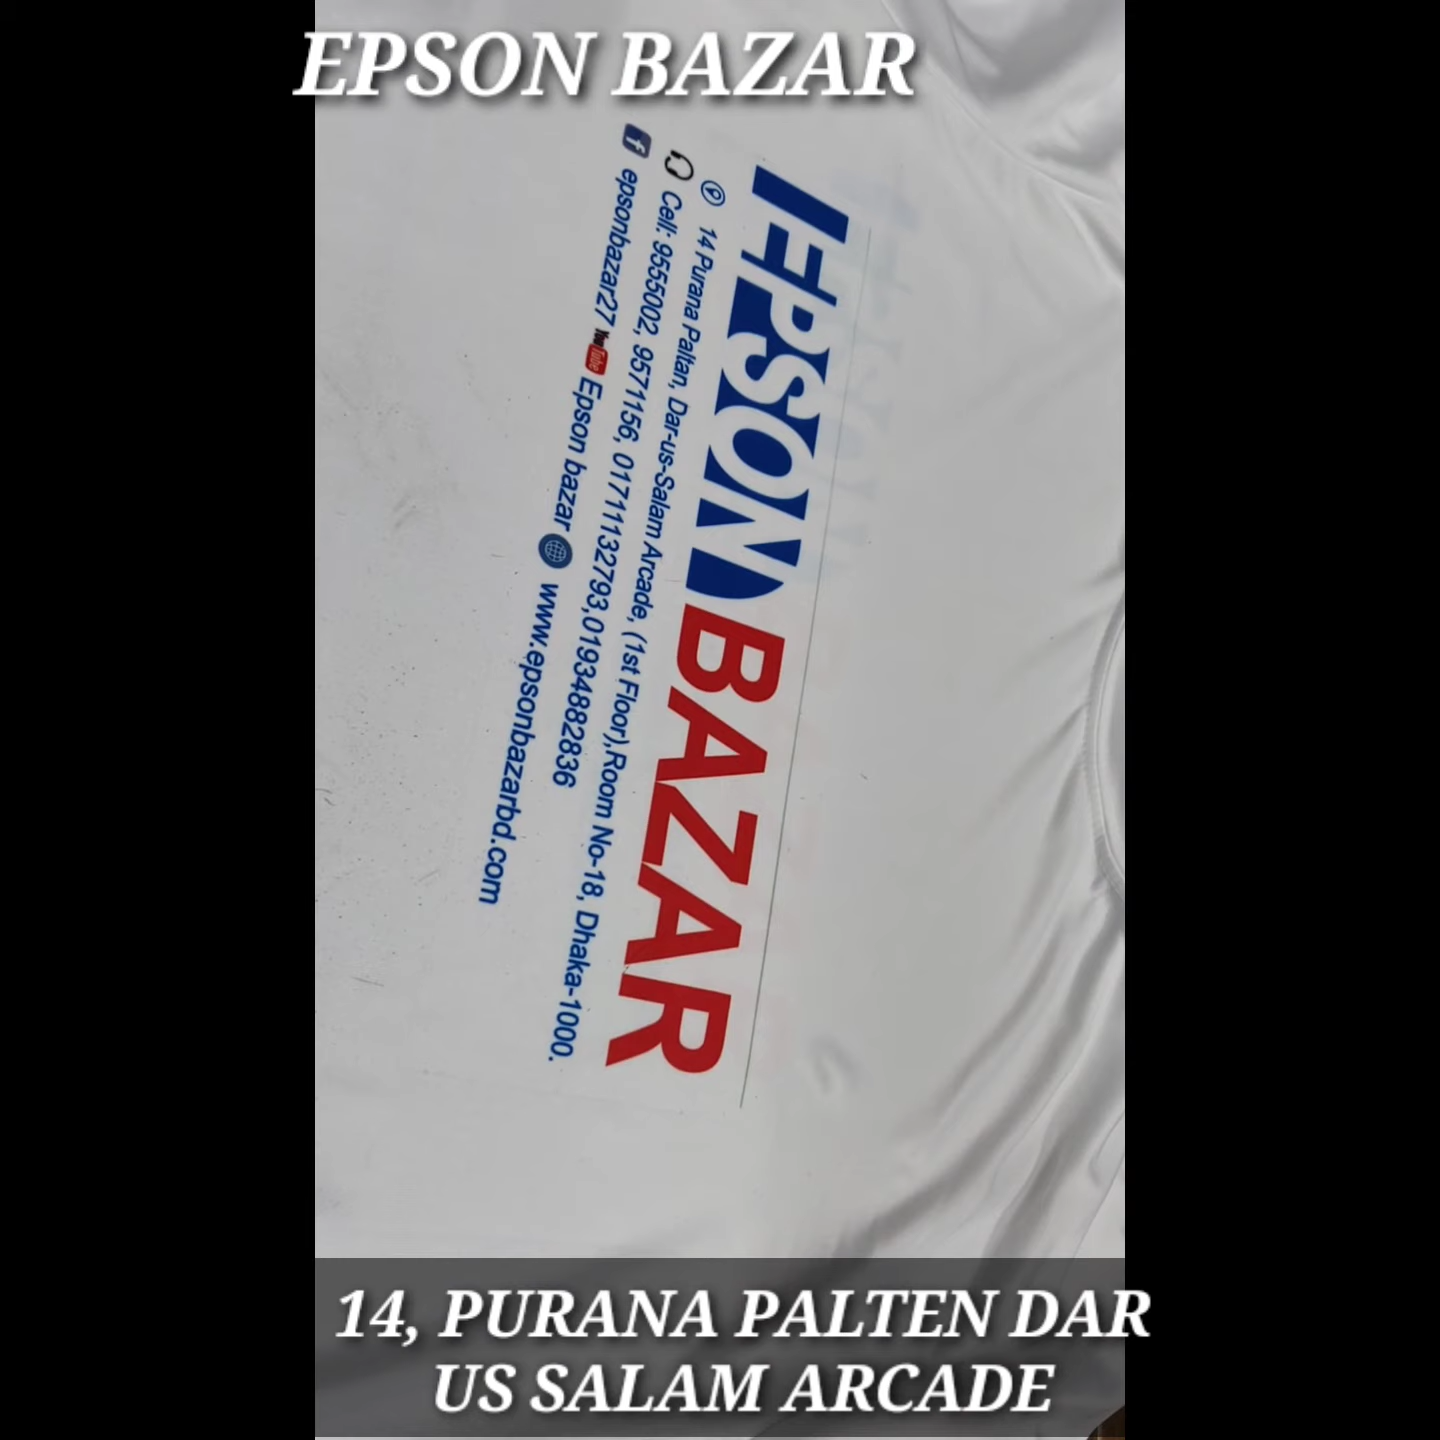 EPSON BAZAR
EPSON BAZAR
14 Purana Paltan, Dar-us-Salam Arcade, (1st Floor),Room No-18, Dhaka-1000.
Cell: 9555002, 9571156, 01711132793,01934882836
epsonbazar27 YouTube Epson bazar www.epsonbazarbd.com
14, PURANA PALTEN DAR
US SALAM ARCADE